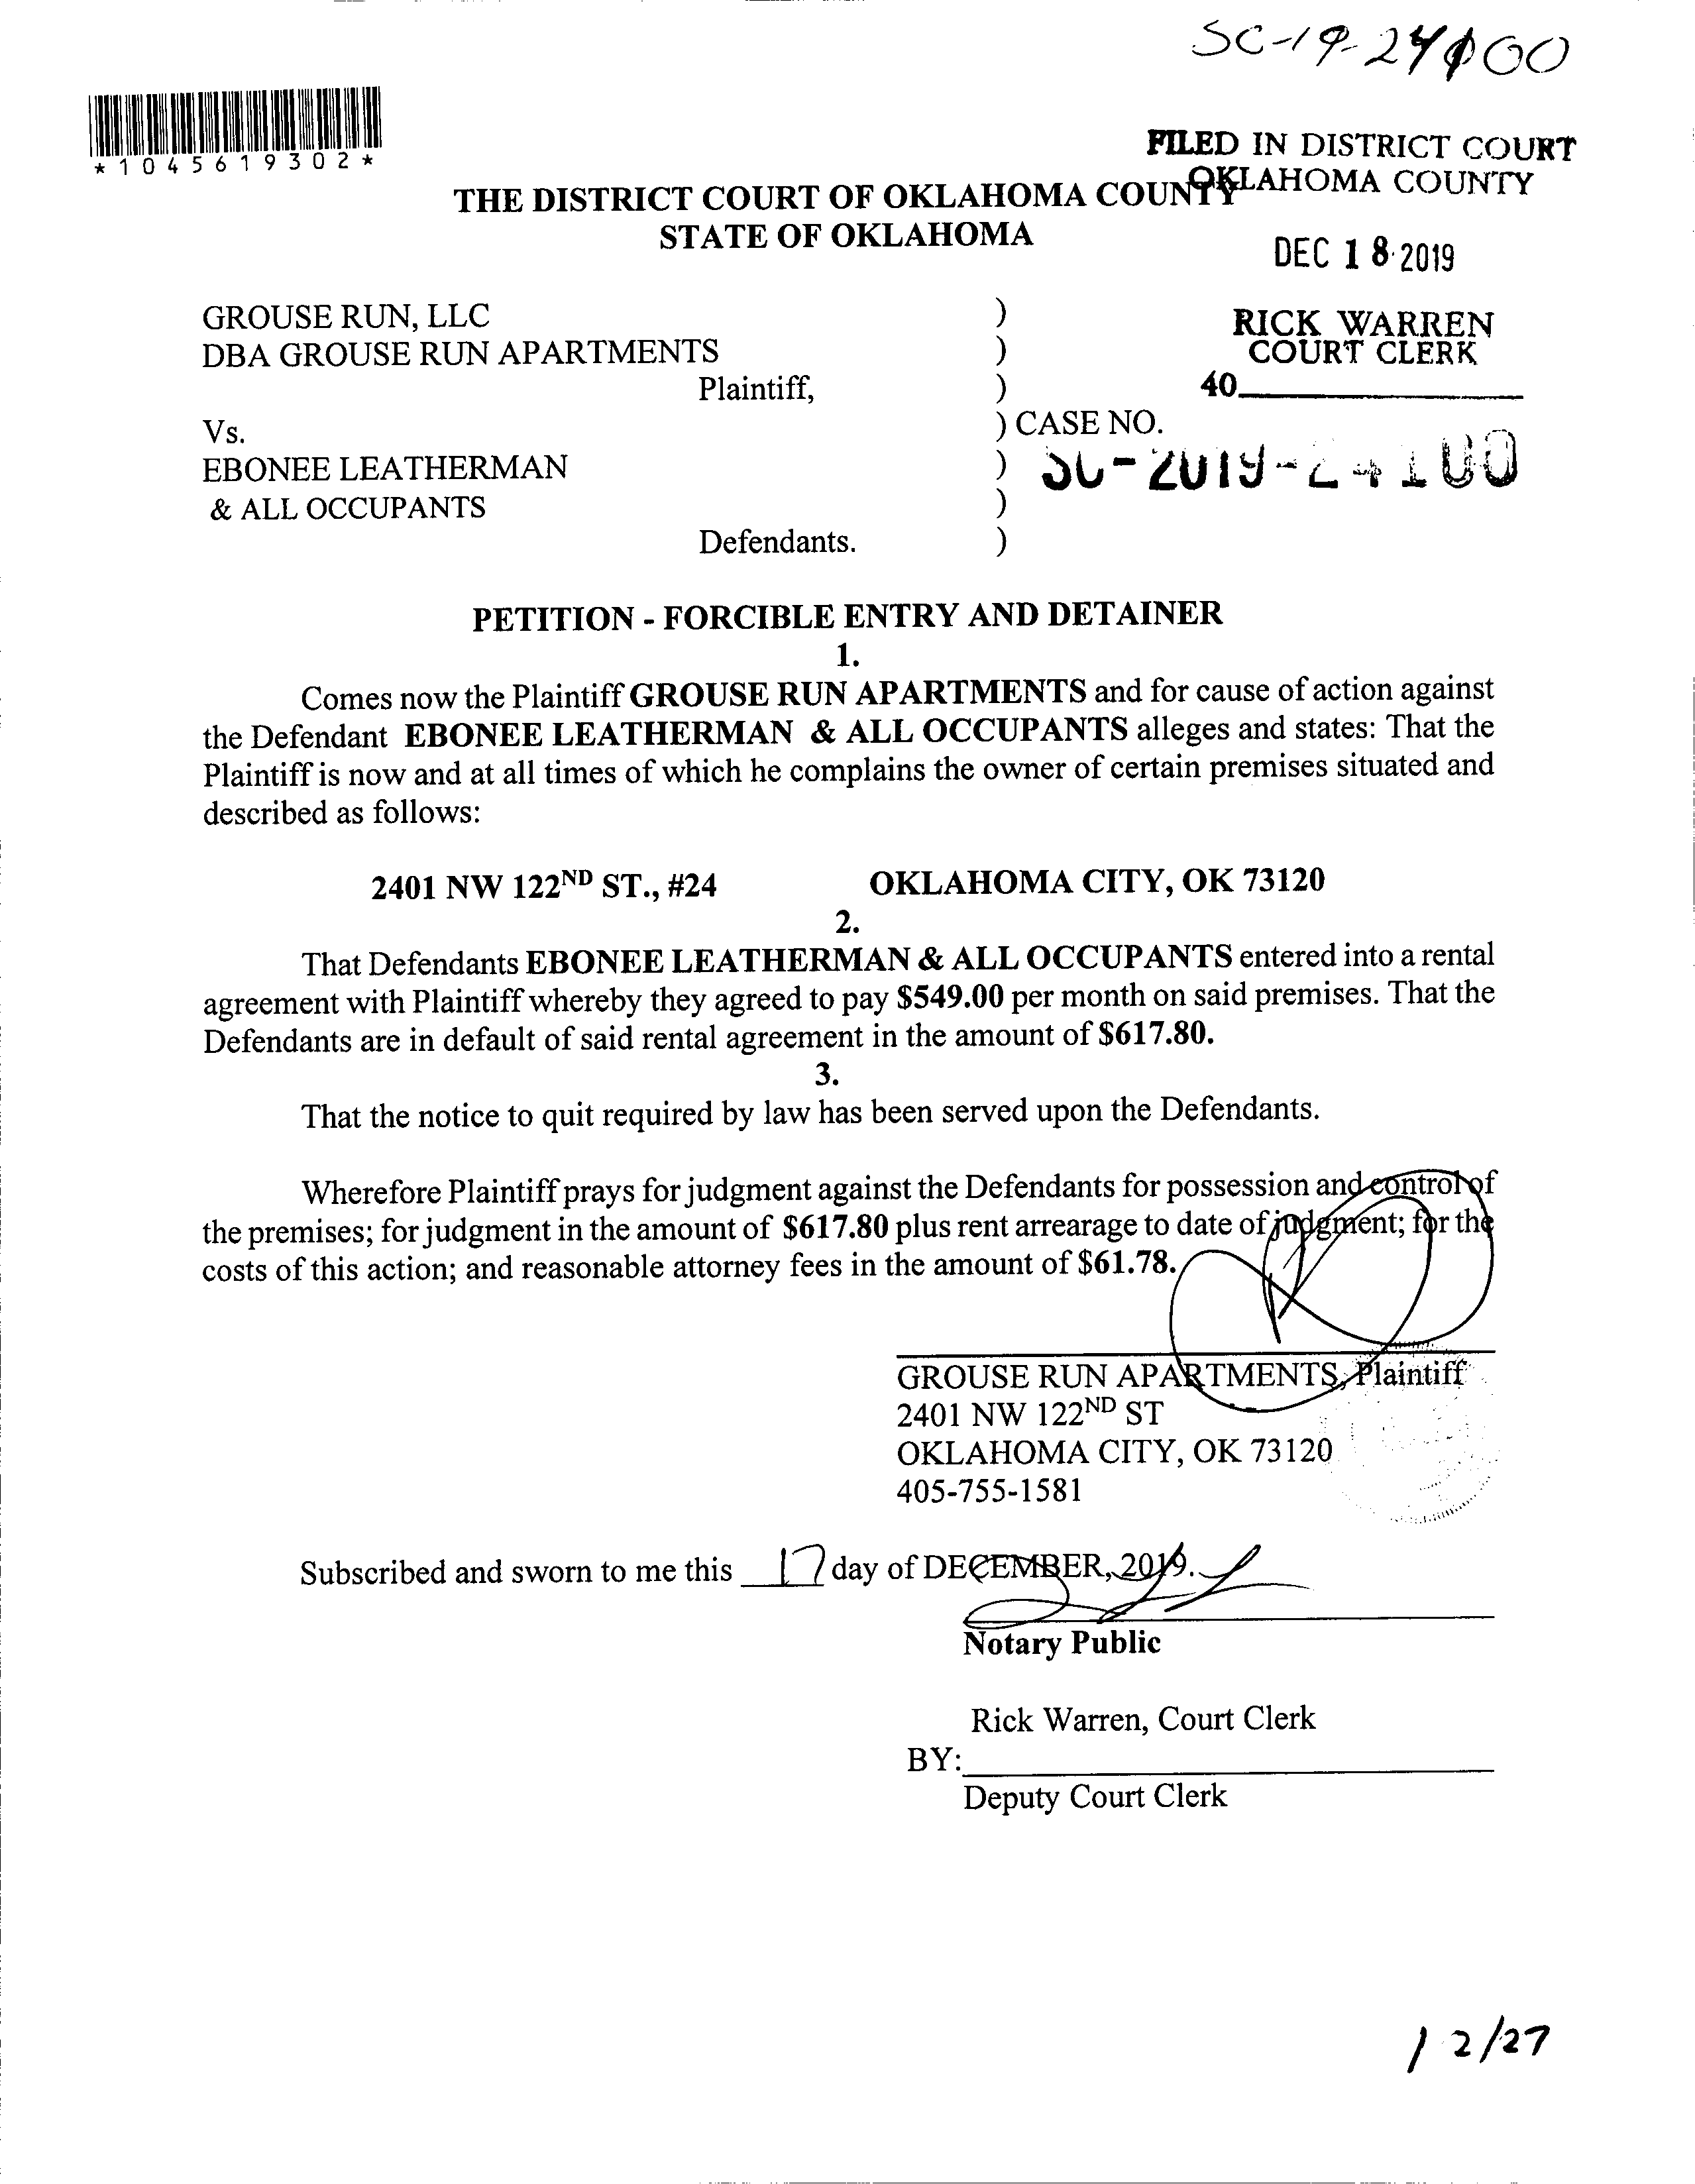 SC-19-24100
*1045619302*
FILED IN DISTRICT COURT
OKLAHOMA COUNTY
THE DISTRICT COURT OF OKLAHOMA COUNTY
STATE OF OKLAHOMA
DEC 18 2019
GROUSE RUN, LLC )
DBA GROUSE RUN APARTMENTS )
RICK WARREN
COURT CLERK
Plaintiff, )
40
Vs. ) CASE NO.
EBONEE LEATHERMAN ) SC-2019-24100
& ALL OCCUPANTS )
Defendants. )
PETITION - FORCIBLE ENTRY AND DETAINER
1.
Comes now the Plaintiff GROUSE RUN APARTMENTS and for cause of action against
the Defendant EBONEE LEATHERMAN & ALL OCCUPANTS alleges and states: That the
Plaintiff is now and at all times of which he complains the owner of certain premises situated and
described as follows:
2401 NW 122ND ST., #24 OKLAHOMA CITY, OK 73120
2.
That Defendants EBONEE LEATHERMAN & ALL OCCUPANTS entered into a rental
agreement with Plaintiff whereby they agreed to pay $549.00 per month on said premises. That the
Defendants are in default of said rental agreement in the amount of $617.80.
3.
That the notice to quit required by law has been served upon the Defendants.
Wherefore Plaintiff prays for judgment against the Defendants for possession and control of
the premises; for judgment in the amount of $617.80 plus rent arrearage to date of judgment; for the
costs of this action; and reasonable attorney fees in the amount of $61.78.
GROUSE RUN APARTMENTS, Plaintiff
2401 NW 122ND ST
OKLAHOMA CITY, OK 73120
405-755-1581
Subscribed and sworn to me this 17 day of DECEMBER, 2019.
Notary Public
Rick Warren, Court Clerk
BY:
Deputy Court Clerk
12/27